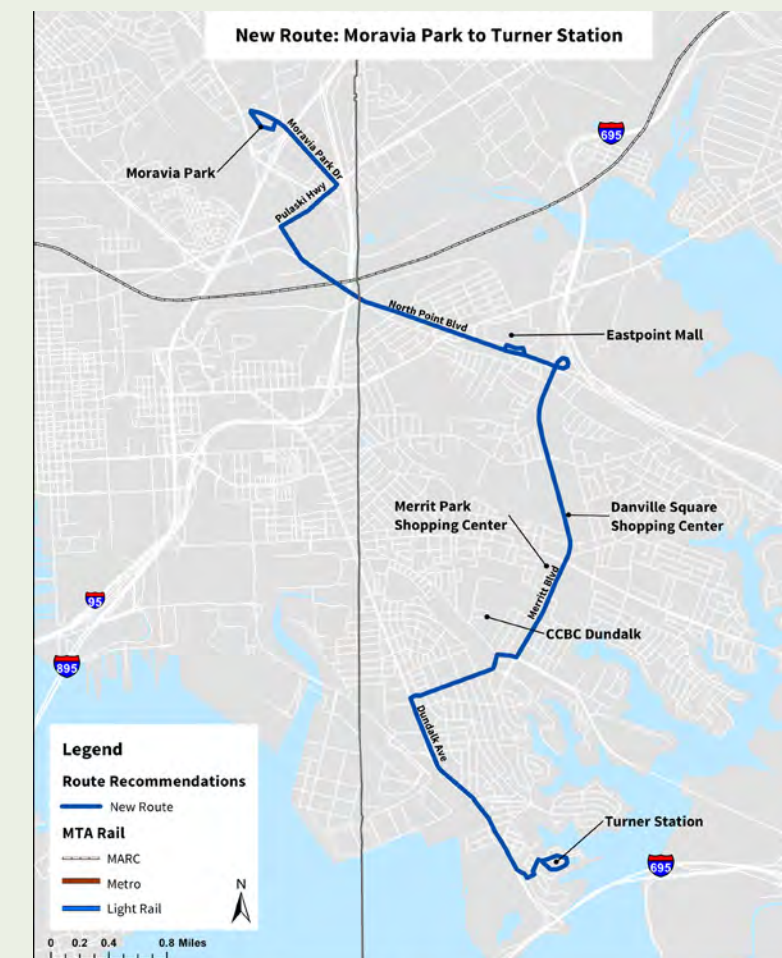 New Route: Moravia Park to Turner Station
695
Moravia Park Dr
Moravia Park
Pulaski Hwy
North Point Blvd
Eastpoint Mall
Merrit Park
Shopping Center
Danville Square
Shopping Center
Merritt Blvd
95
CCBC Dundalk
895
Dundalk Ave
Legend
Route Recommendations
New Route
MTA Rail
MARC
Metro
Light Rail
N
0 0.2 0.4 0.8 Miles
Turner Station
695